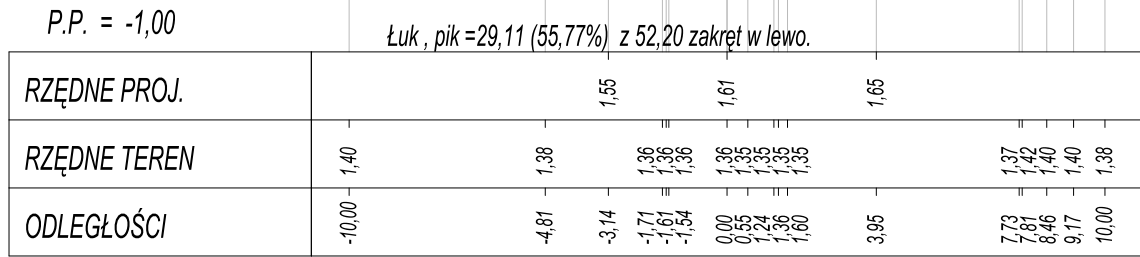 P.P. = -1,00
Łuk , pik =29,11 (55,77%) z 52,20 zakręt w lewo.
RZĘDNE PROJ. 1,55 1,61 1,65
RZĘDNE TEREN 1,40 1,38 1,36 1,36 1,36 1,36 1,35 1,35 1,35 1,35 1,37 1,42 1,40 1,40 1,38
ODLEGŁOŚCI -10,00 -4,81 -3,14 -1,71 -1,61 -1,54 0,00 0,55 1,24 1,36 1,60 3,95 7,73 7,81 8,46 9,17 10,00